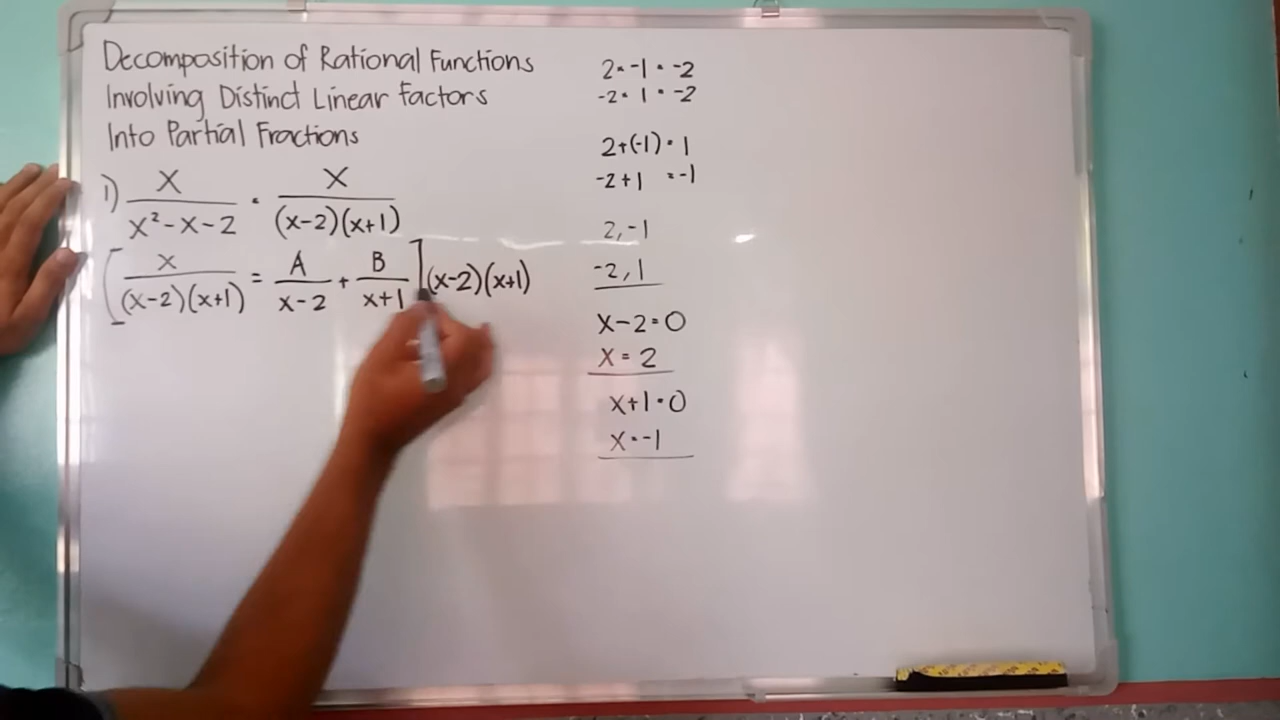 Decomposition of Rational Functions
Involving Distinct Linear Factors
Into Partial Fractions
1) x/(x²-x-2) = x/((x-2)(x+1))
[x/((x-2)(x+1)) = A/(x-2) + B/(x+1)](x-2)(x+1)
2·-1 = -2
-2·1 = -2
2+(-1) = 1
-2+1 = -1
2,-1
-2,1
x-2=0
x=2
x+1=0
x=-1